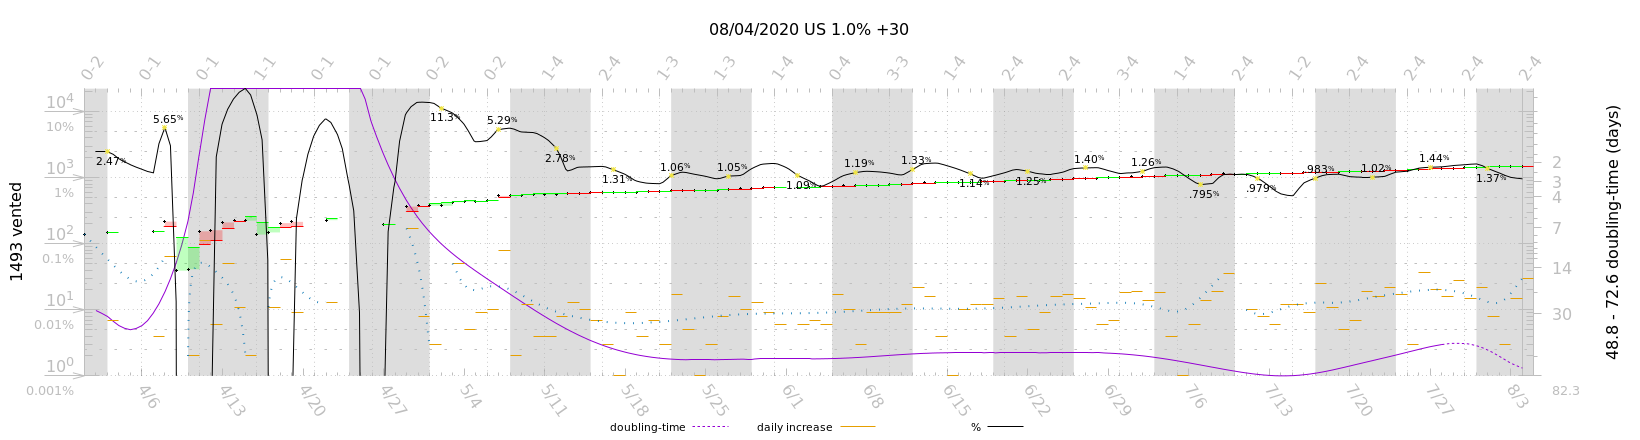 08/04/2020 US 1.0% +30
0-2 0-1 0-1 1-1 0-1 0-1 0-2 0-2 1-4 2-4 1-3 1-3 1-4 0-4 3-3 1-4 2-4 2-4 3-4 1-4 2-4 1-2 2-4 2-4 2-4 2-4
10^4
10%
10^3
1%
10^2
0.1%
10^1
0.01%
10^0
0.001%
1493 vented
2.47% 5.65% 11.3% 5.29% 2.78% 1.31% 1.06% 1.05% 1.09% 1.19% 1.33% 1.14% 1.25% 1.40% 1.26% .795% .979% .983% 1.02% 1.44% 1.37%
2
3
4
7
14
30
82.3
48.8 - 72.6 doubling-time (days)
4/6 4/13 4/20 4/27 5/4 5/11 5/18 5/25 6/1 6/8 6/15 6/22 6/29 7/6 7/13 7/20 7/27 8/3
doubling-time daily increase %